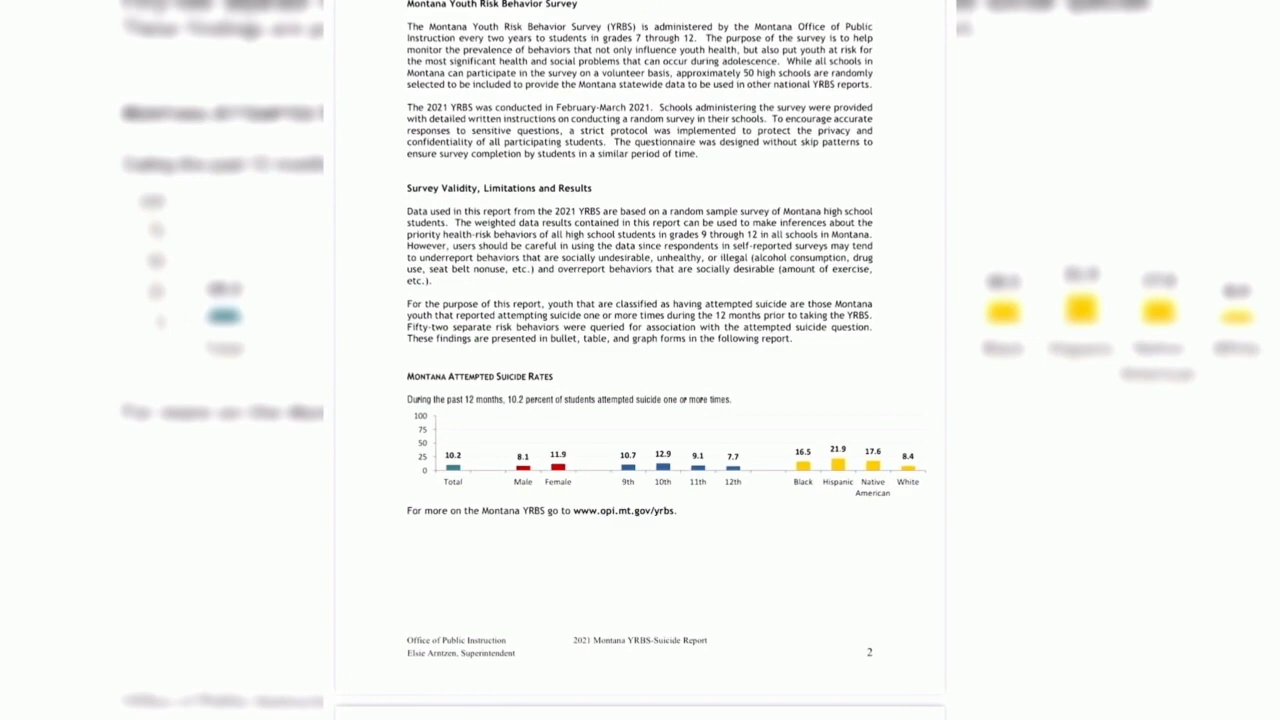 Montana Youth Risk Behavior Survey
The Montana Youth Risk Behavior Survey (YRBS) is administered by the Montana Office of Public
Instruction every two years to students in grades 7 through 12. The purpose of the survey is to help
monitor the prevalence of behaviors that not only influence youth health, but also put youth at risk for
the most significant health and social problems that can occur during adolescence. While all schools in
Montana can participate in the survey on a volunteer basis, approximately 50 high schools are randomly
selected to be included to provide the Montana statewide data to be used in other national YRBS reports.
The 2021 YRBS was conducted in February-March 2021. Schools administering the survey were provided
with detailed written instructions on conducting a random survey in their schools. To encourage accurate
responses to sensitive questions, a strict protocol was implemented to protect the privacy and
confidentiality of all participating students. The questionnaire was designed without skip patterns to
ensure survey completion by students in a similar period of time.
Survey Validity, Limitations and Results
Data used in this report from the 2021 YRBS are based on a random sample survey of Montana high school
students. The weighted data results contained in this report can be used to make inferences about the
priority health-risk behaviors of all high school students in grades 9 through 12 in all schools in Montana.
However, users should be careful in using the data since respondents in self-reported surveys may tend
to underreport behaviors that are socially undesirable, unhealthy, or illegal (alcohol consumption, drug
use, seat belt nonuse, etc.) and overreport behaviors that are socially desirable (amount of exercise,
etc.).
For the purpose of this report, youth that are classified as having attempted suicide are those Montana
youth that reported attempting suicide one or more times during the 12 months prior to taking the YRBS.
Fifty-two separate risk behaviors were queried for association with the attempted suicide question.
These findings are presented in bullet, table, and graph forms in the following report.
MONTANA ATTEMPTED SUICIDE RATES
During the past 12 months, 10.2 percent of students attempted suicide one or more times.
100
75
50
25
0
10.2 8.1 11.9 10.7 12.9 9.1 7.7 16.5 21.9 17.6 8.4
Total Male Female 9th 10th 11th 12th Black Hispanic Native White
American
For more on the Montana YRBS go to www.opi.mt.gov/yrbs.
Office of Public Instruction 2021 Montana YRBS-Suicide Report
Elsie Arntzen, Superintendent 2